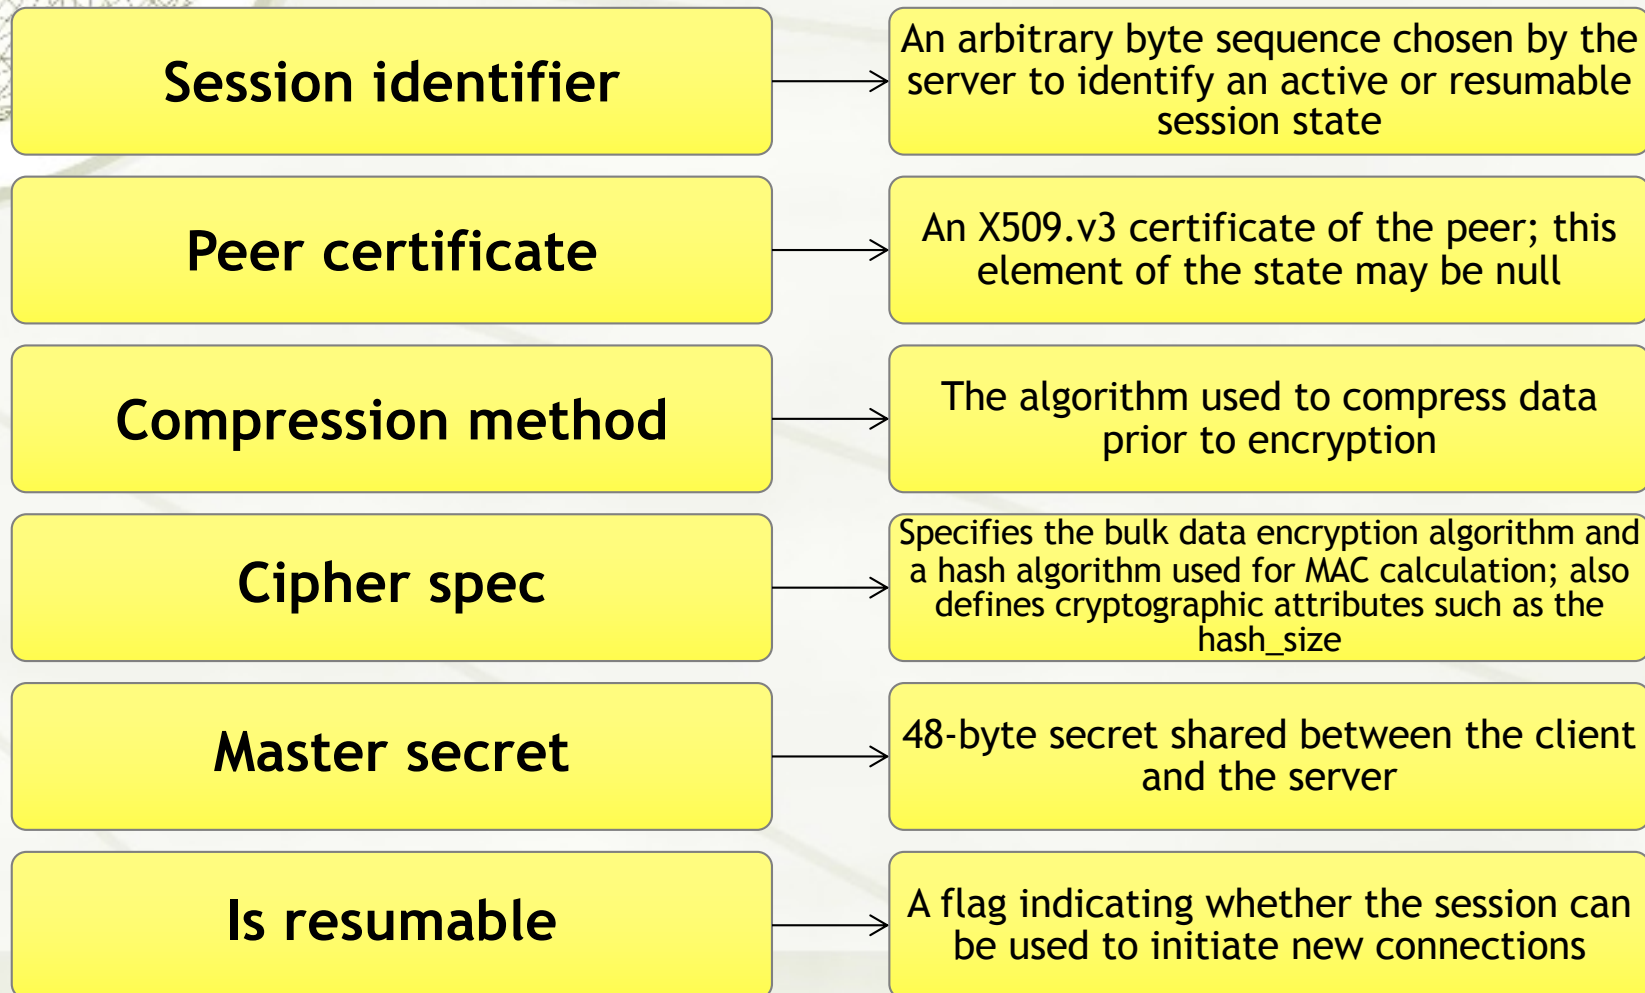 Session identifier
An arbitrary byte sequence chosen by the
server to identify an active or resumable
session state
Peer certificate
An X509.v3 certificate of the peer; this
element of the state may be null
Compression method
The algorithm used to compress data
prior to encryption
Cipher spec
Specifies the bulk data encryption algorithm and
a hash algorithm used for MAC calculation; also
defines cryptographic attributes such as the
hash_size
Master secret
48-byte secret shared between the client
and the server
Is resumable
A flag indicating whether the session can
be used to initiate new connections